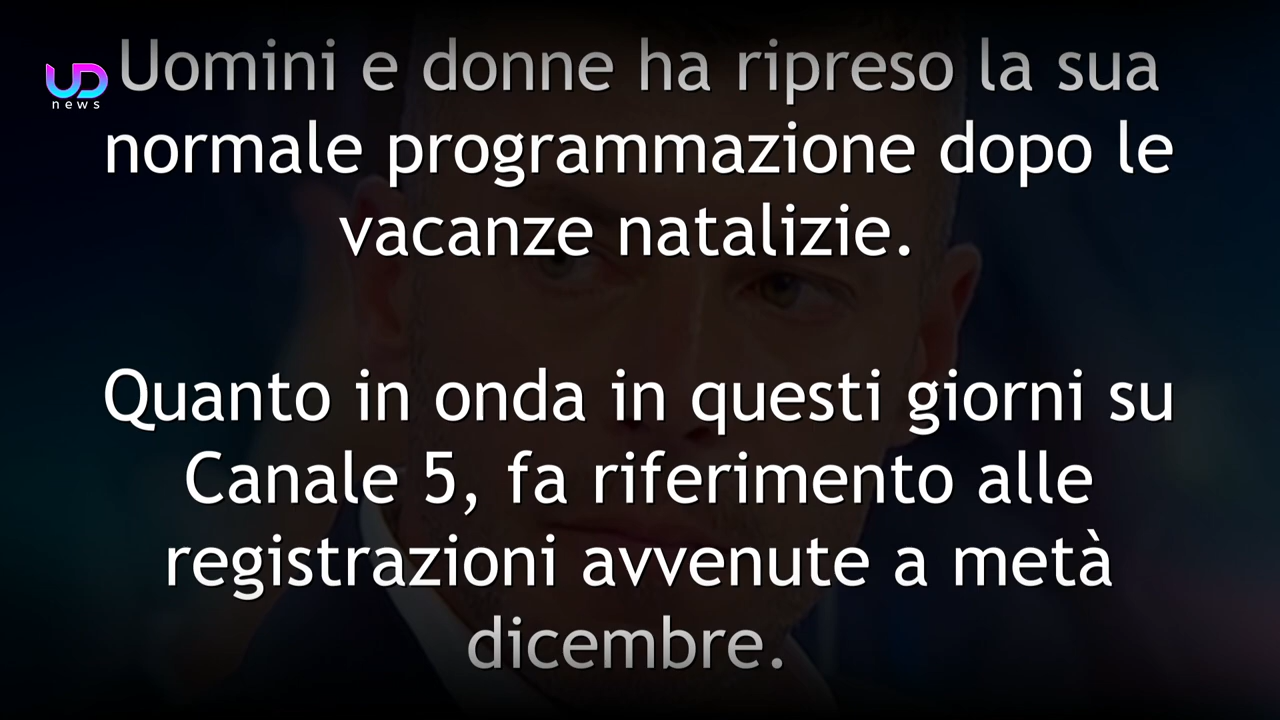 UD
news
Uomini e donne ha ripreso la sua
normale programmazione dopo le
vacanze natalizie.
Quanto in onda in questi giorni su
Canale 5, fa riferimento alle
registrazioni avvenute a metà
dicembre.